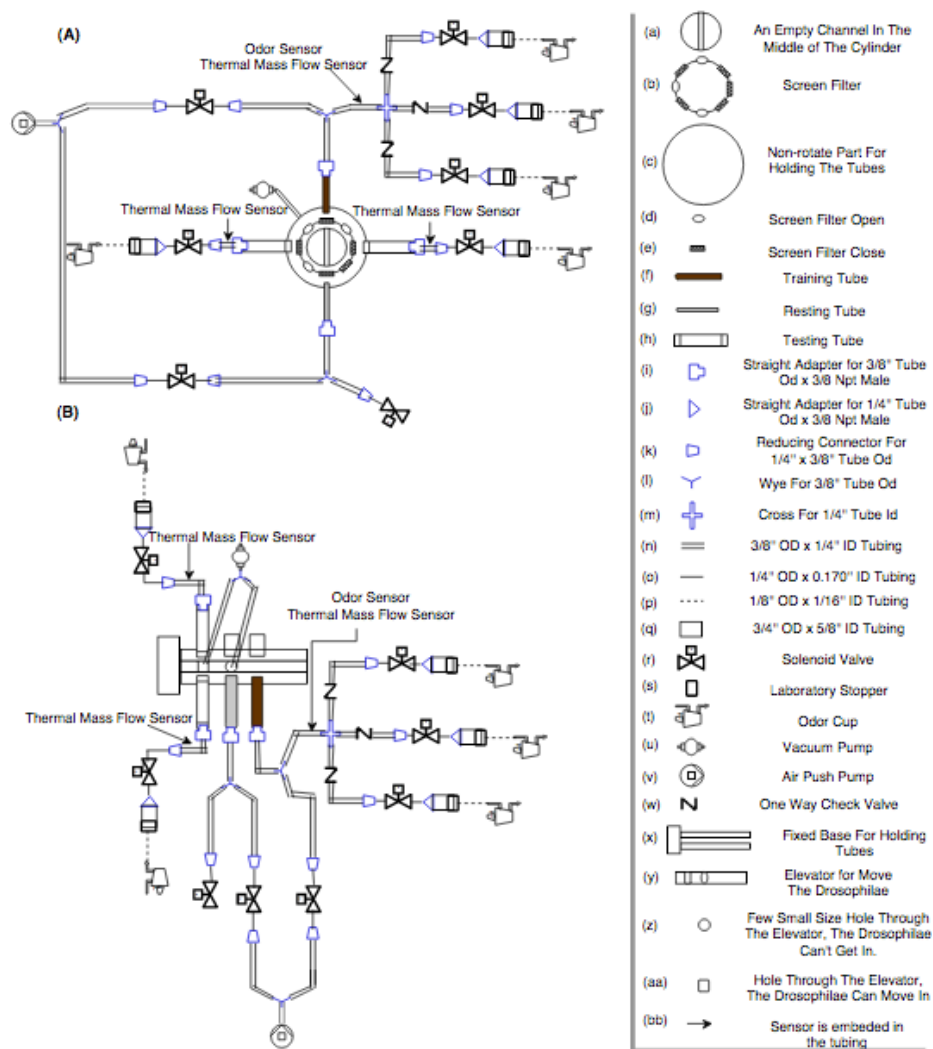 (A)
Odor Sensor
Thermal Mass Flow Sensor
Thermal Mass Flow Sensor
Thermal Mass Flow Sensor
(B)
Thermal Mass Flow Sensor
Odor Sensor
Thermal Mass Flow Sensor
Thermal Mass Flow Sensor
(a) An Empty Channel In The
Middle of The Cylinder
(b) Screen Filter
(c) Non-rotate Part For
Holding The Tubes
(d) Screen Filter Open
(e) Screen Filter Close
(f) Training Tube
(g) Resting Tube
(h) Testing Tube
(i) Straight Adapter for 3/8" Tube
Od x 3/8 Npt Male
(j) Straight Adapter for 1/4" Tube
Od x 3/8 Npt Male
(k) Reducing Connector For
1/4" x 3/8" Tube Od
(l) Wye For 3/8" Tube Od
(m) Cross For 1/4" Tube Id
(n) 3/8" OD x 1/4" ID Tubing
(o) 1/4" OD x 0.170" ID Tubing
(p) 1/8" OD x 1/16" ID Tubing
(q) 3/4" OD x 5/8" ID Tubing
(r) Solenoid Valve
(s) Laboratory Stopper
(t) Odor Cup
(u) Vacuum Pump
(v) Air Push Pump
(w) One Way Check Valve
(x) Fixed Base For Holding
Tubes
(y) Elevator for Move
The Drosophilae
(z) Few Small Size Hole Through
The Elevator, The Drosophilae
Can't Get In.
(aa) Hole Through The Elevator,
The Drosophilae Can Move In
(bb) Sensor is embeded in
the tubing